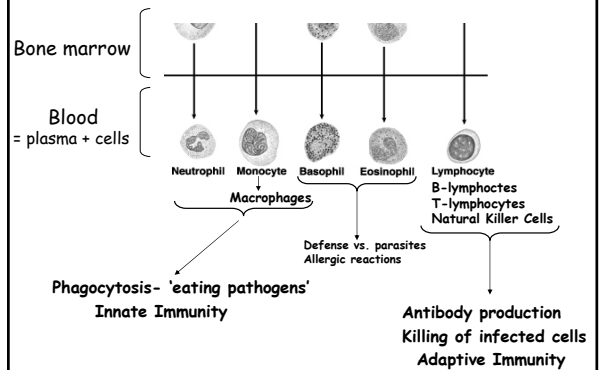 Bone marrow
Blood
= plasma + cells
Neutrophil Monocyte Basophil Eosinophil Lymphocyte
Macrophages
B-lymphoctes
T-lymphocytes
Natural Killer Cells
Defense vs. parasites
Allergic reactions
Phagocytosis- ‘eating pathogens’
Innate Immunity
Antibody production
Killing of infected cells
Adaptive Immunity